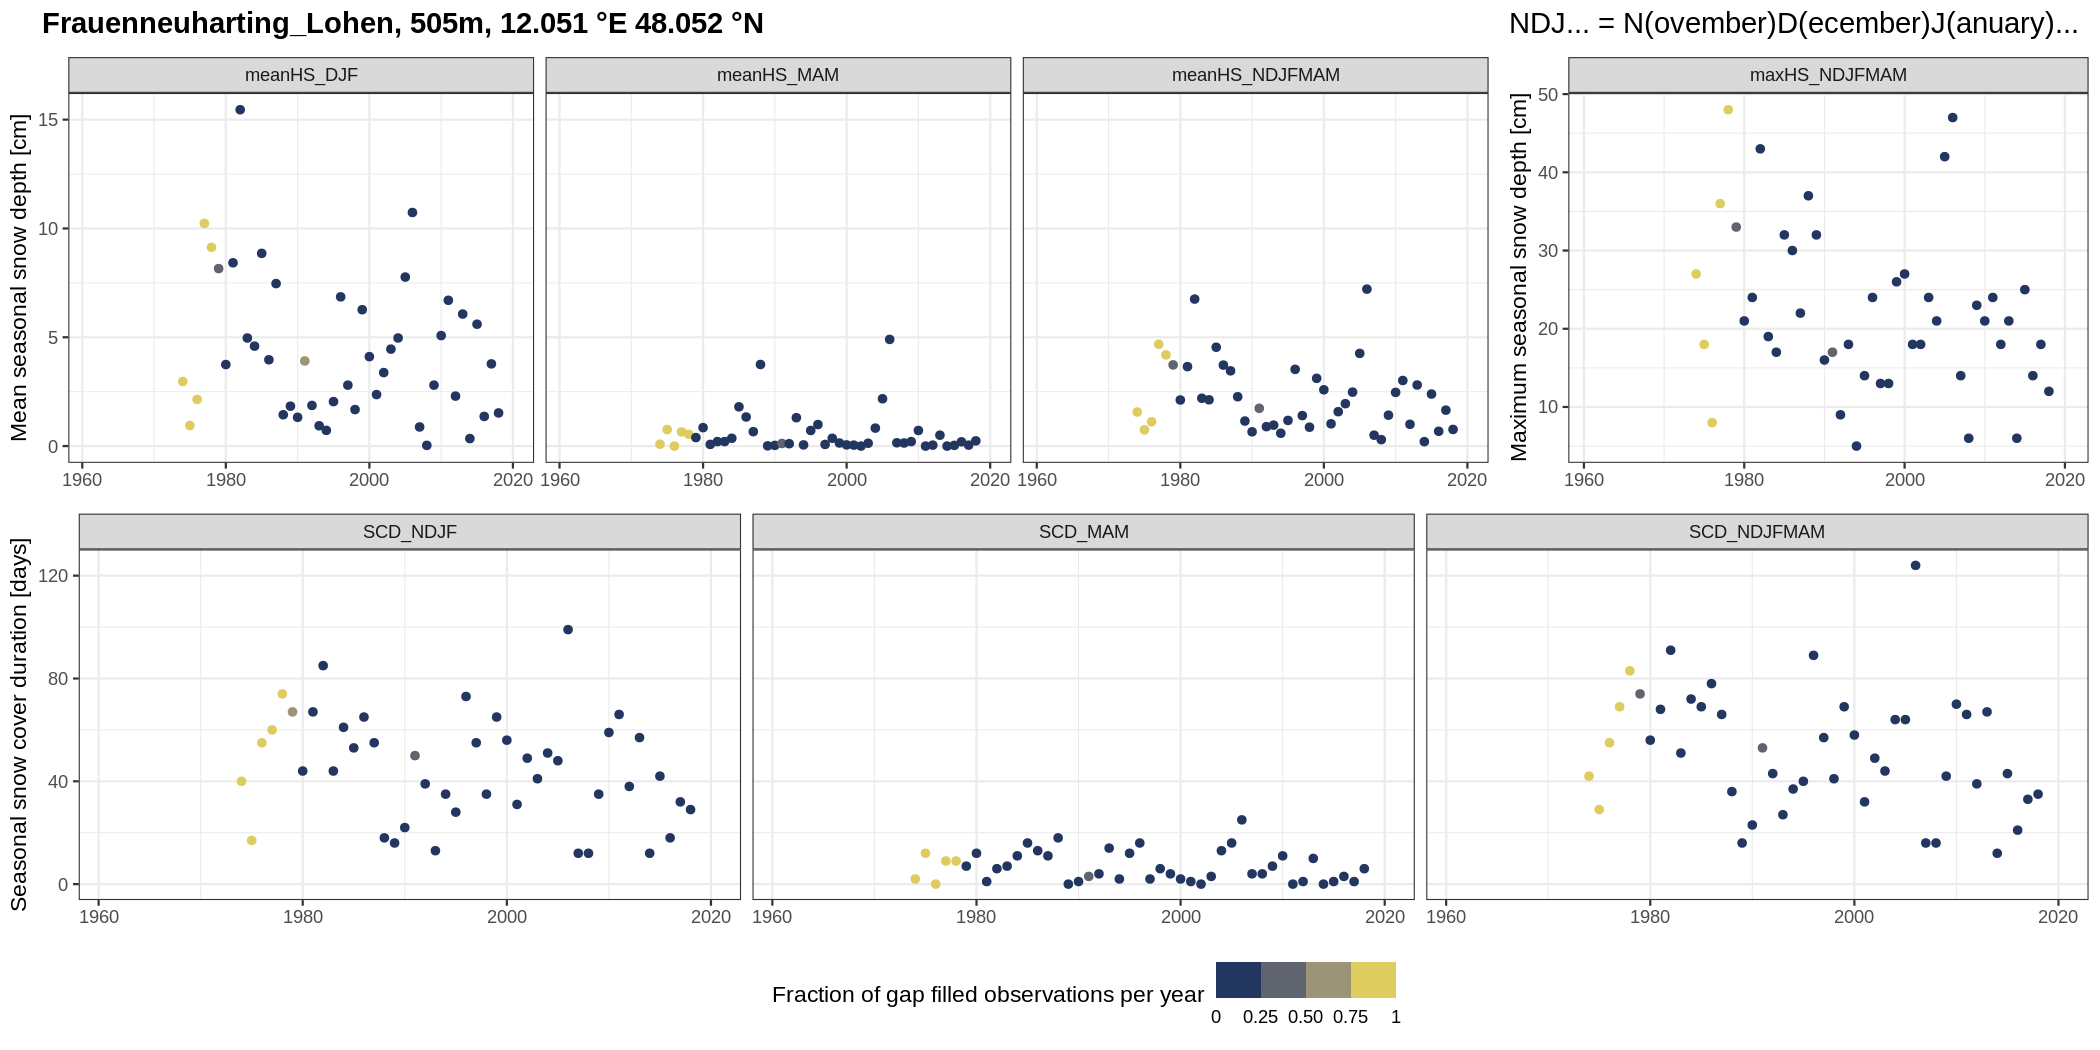 Frauenneuharting_Lohen, 505m, 12.051 °E 48.052 °N
NDJ... = N(ovember)D(ecember)J(anuary)...
meanHS_DJF
meanHS_MAM
meanHS_NDJFMAM
maxHS_NDJFMAM
Mean seasonal snow depth [cm]
15
10
5
0
Maximum seasonal snow depth [cm]
50
40
30
20
10
1960 1980 2000 2020
1960 1980 2000 2020
1960 1980 2000 2020
1960 1980 2000 2020
SCD_NDJF
SCD_MAM
SCD_NDJFMAM
Seasonal snow cover duration [days]
120
80
40
0
1960 1980 2000 2020
1960 1980 2000 2020
1960 1980 2000 2020
Fraction of gap filled observations per year
0 0.25 0.50 0.75 1